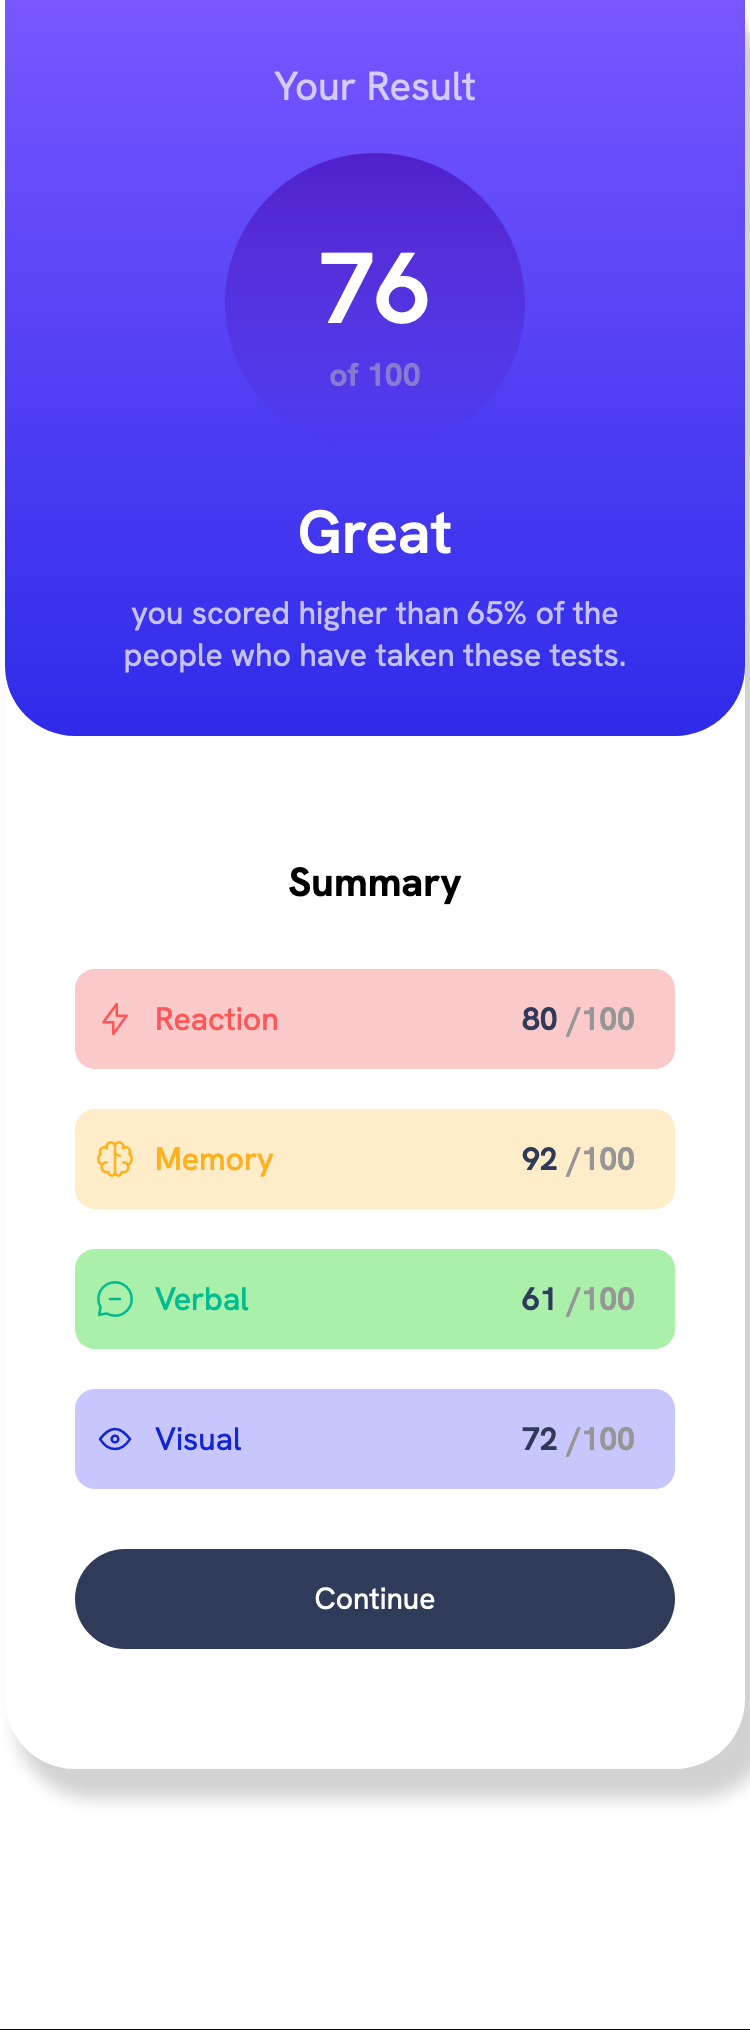 Your Result
76
of 100
Great
you scored higher than 65% of the
people who have taken these tests.
Summary
Reaction 80 /100
Memory 92 /100
Verbal 61 /100
Visual 72 /100
Continue